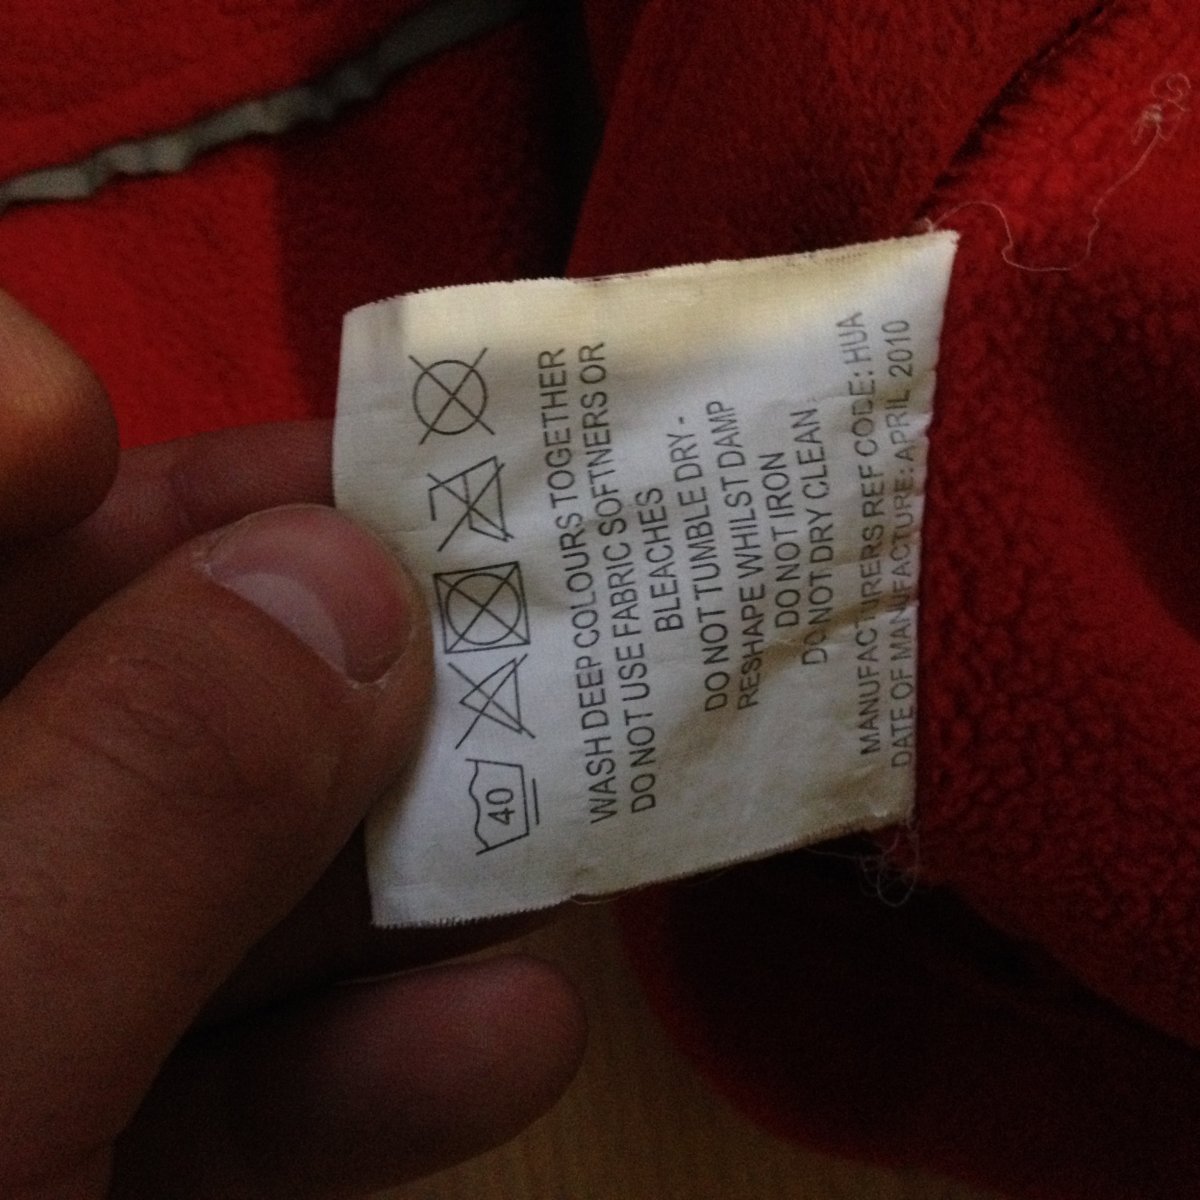 40
WASH DEEP COLOURS TOGETHER
DO NOT USE FABRIC SOFTNERS OR
BLEACHES
DO NOT TUMBLE DRY -
RESHAPE WHILST DAMP
DO NOT IRON
DO NOT DRY CLEAN
MANUFACTURERS REF CODE: HUA
DATE OF MANUFACTURE: APRIL 2010